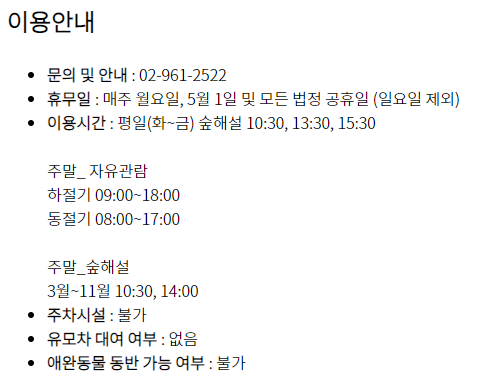 이용안내
문의 및 안내 : 02-961-2522
휴무일 : 매주 월요일, 5월 1일 및 모든 법정 공휴일 (일요일 제외)
이용시간 : 평일(화~금) 숲해설 10:30, 13:30, 15:30
주말_ 자유관람
하절기 09:00~18:00
동절기 08:00~17:00
주말_숲해설
3월~11월 10:30, 14:00
주차시설 : 불가
유모차 대여 여부 : 없음
애완동물 동반 가능 여부 : 불가